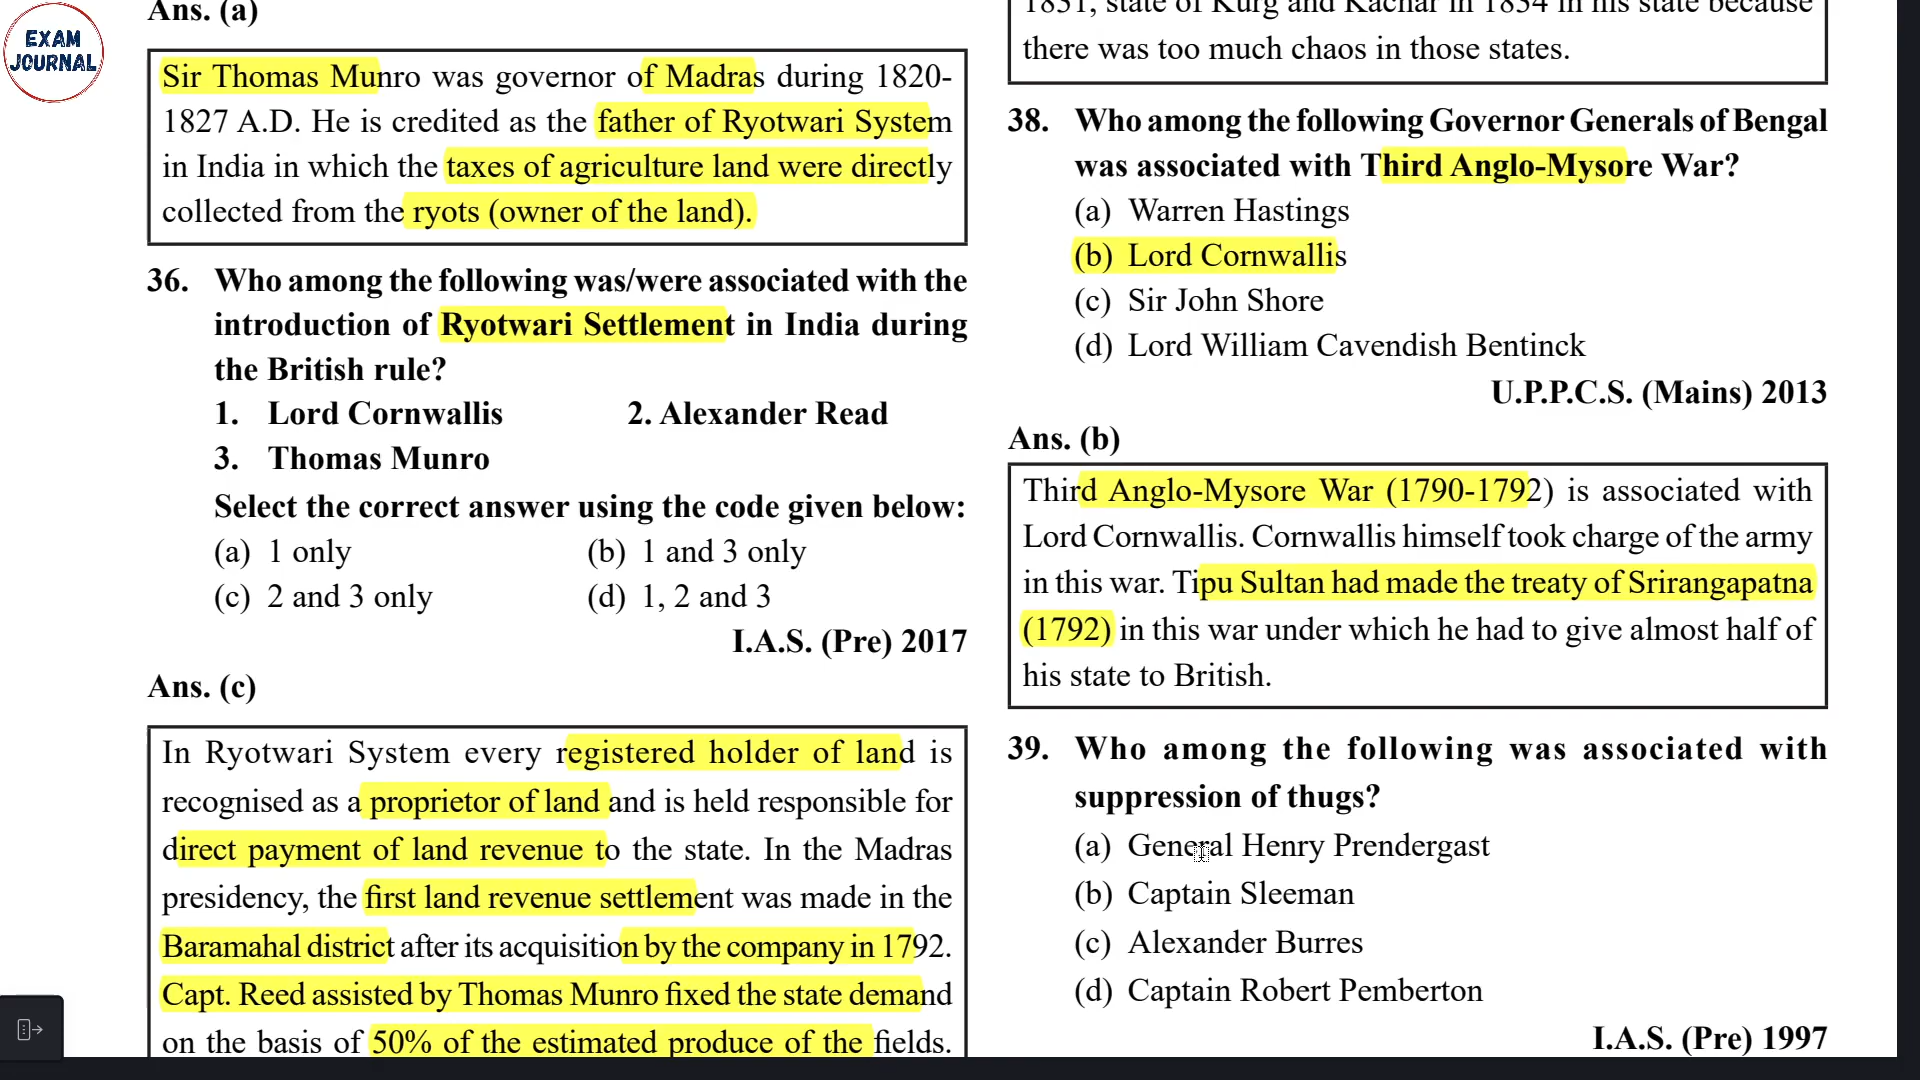 EXAM
JOURNAL
Ans. (a)
Sir Thomas Munro was governor of Madras during 1820-
1827 A.D. He is credited as the father of Ryotwari System
in India in which the taxes of agriculture land were directly
collected from the ryots (owner of the land).
36. Who among the following was/were associated with the
introduction of Ryotwari Settlement in India during
the British rule?
1. Lord Cornwallis 2. Alexander Read
3. Thomas Munro
Select the correct answer using the code given below:
(a) 1 only (b) 1 and 3 only
(c) 2 and 3 only (d) 1, 2 and 3
I.A.S. (Pre) 2017
Ans. (c)
In Ryotwari System every registered holder of land is
recognised as a proprietor of land and is held responsible for
direct payment of land revenue to the state. In the Madras
presidency, the first land revenue settlement was made in the
Baramahal district after its acquisition by the company in 1792.
Capt. Reed assisted by Thomas Munro fixed the state demand
on the basis of 50% of the estimated produce of the fields.
1831, state of Kurg and Kachar in 1834 in his state because
there was too much chaos in those states.
38. Who among the following Governor Generals of Bengal
was associated with Third Anglo-Mysore War?
(a) Warren Hastings
(b) Lord Cornwallis
(c) Sir John Shore
(d) Lord William Cavendish Bentinck
U.P.P.C.S. (Mains) 2013
Ans. (b)
Third Anglo-Mysore War (1790-1792) is associated with
Lord Cornwallis. Cornwallis himself took charge of the army
in this war. Tipu Sultan had made the treaty of Srirangapatna
(1792) in this war under which he had to give almost half of
his state to British.
39. Who among the following was associated with
suppression of thugs?
(a) General Henry Prendergast
(b) Captain Sleeman
(c) Alexander Burres
(d) Captain Robert Pemberton
I.A.S. (Pre) 1997